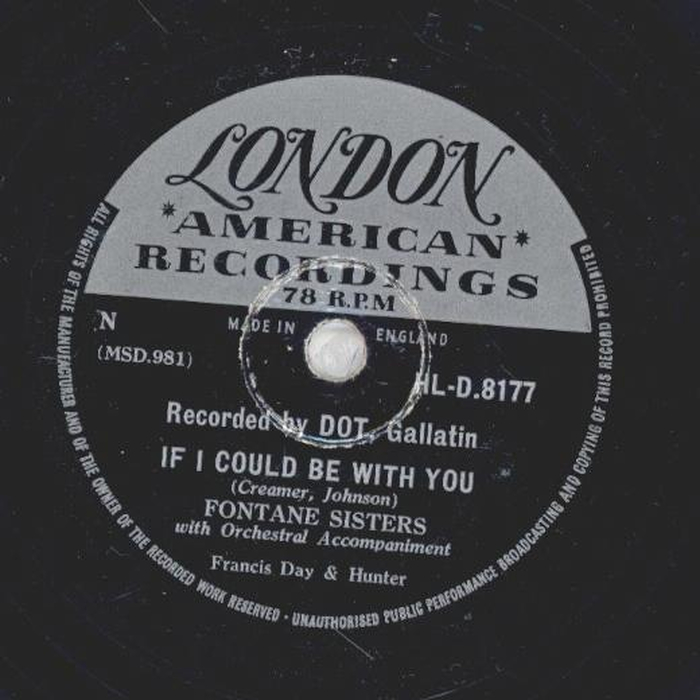 LONDON
*AMERICAN*
RECORDINGS
78 R.P.M
MADE IN ENGLAND
N
(MSD.981)
HL-D.8177
Recorded by DOT, Gallatin
IF I COULD BE WITH YOU
(Creamer, Johnson)
FONTANE SISTERS
with Orchestral Accompaniment
Francis Day & Hunter
ALL RIGHTS OF THE MANUFACTURER AND OF THE OWNER OF THE RECORDED WORK RESERVED · UNAUTHORISED PUBLIC PERFORMANCE BROADCASTING AND COPYING OF THIS RECORD PROHIBITED